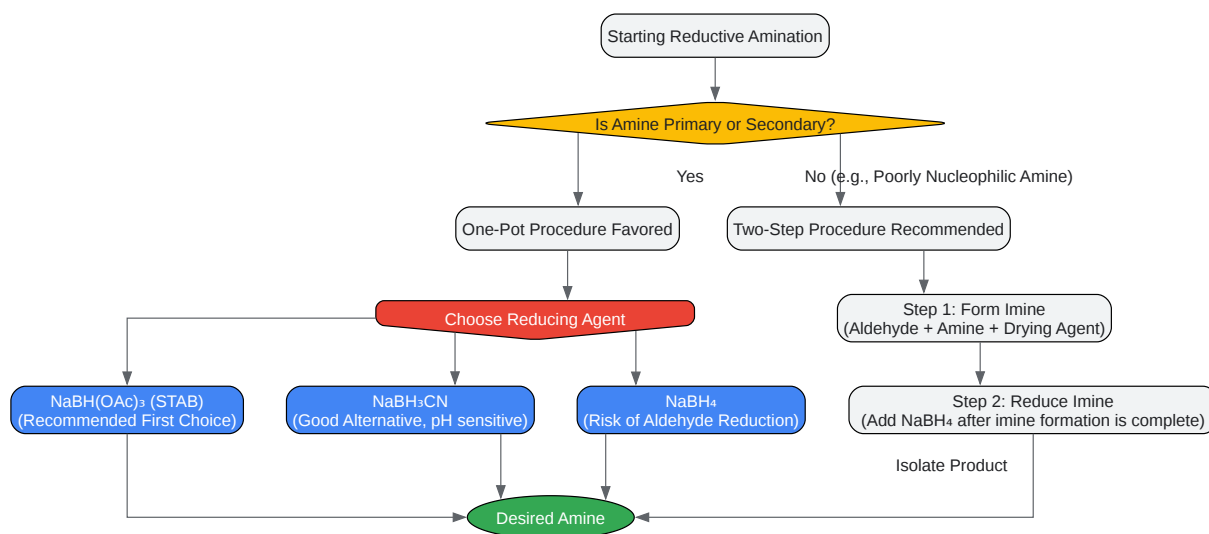 Starting Reductive Amination
Is Amine Primary or Secondary?
Yes
No (e.g., Poorly Nucleophilic Amine)
One-Pot Procedure Favored
Two-Step Procedure Recommended
Choose Reducing Agent
Step 1: Form Imine
(Aldehyde + Amine + Drying Agent)
NaBH(OAc)₃ (STAB)
(Recommended First Choice)
NaBH₃CN
(Good Alternative, pH sensitive)
NaBH₄
(Risk of Aldehyde Reduction)
Step 2: Reduce Imine
(Add NaBH₄ after imine formation is complete)
Isolate Product
Desired Amine